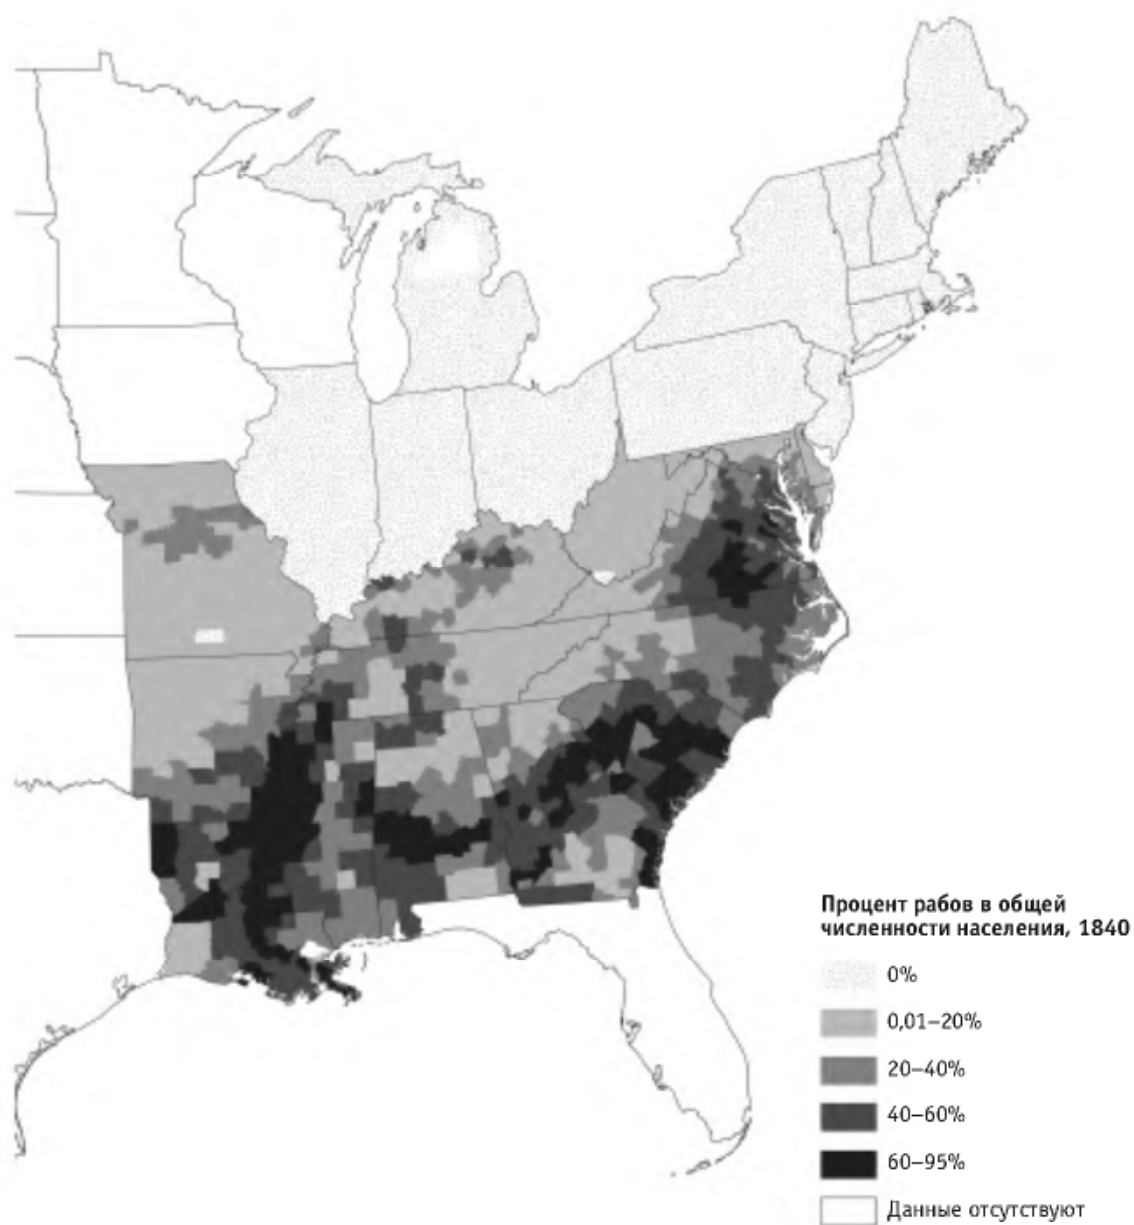 Процент рабов в общей
численности населения, 1840
0%
0,01–20%
20–40%
40–60%
60–95%
Данные отсутствуют